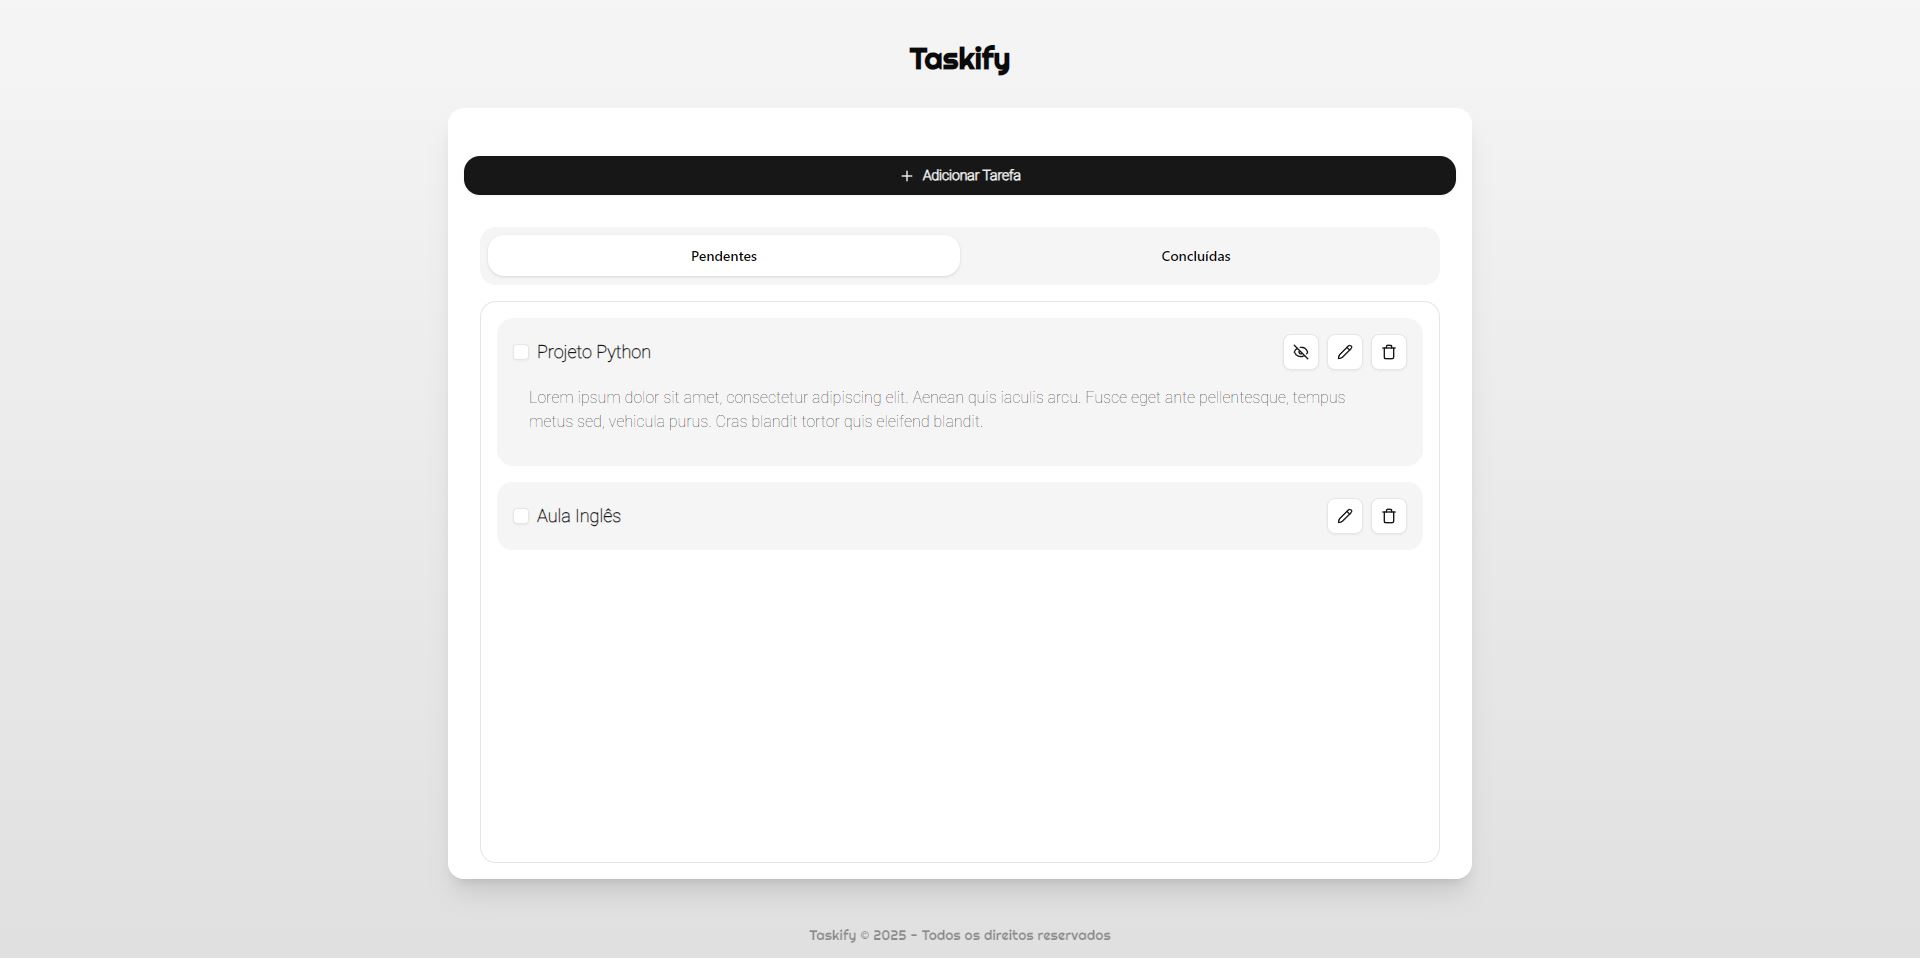 Taskify
Adicionar Tarefa
Pendentes
Concluídas
Projeto Python
Lorem ipsum dolor sit amet, consectetur adipiscing elit. Aenean quis iaculis arcu. Fusce eget ante pellentesque, tempus
metus sed, vehicula purus. Cras blandit tortor quis eleifend blandit.
Aula Inglês
Taskify © 2025 - Todos os direitos reservados